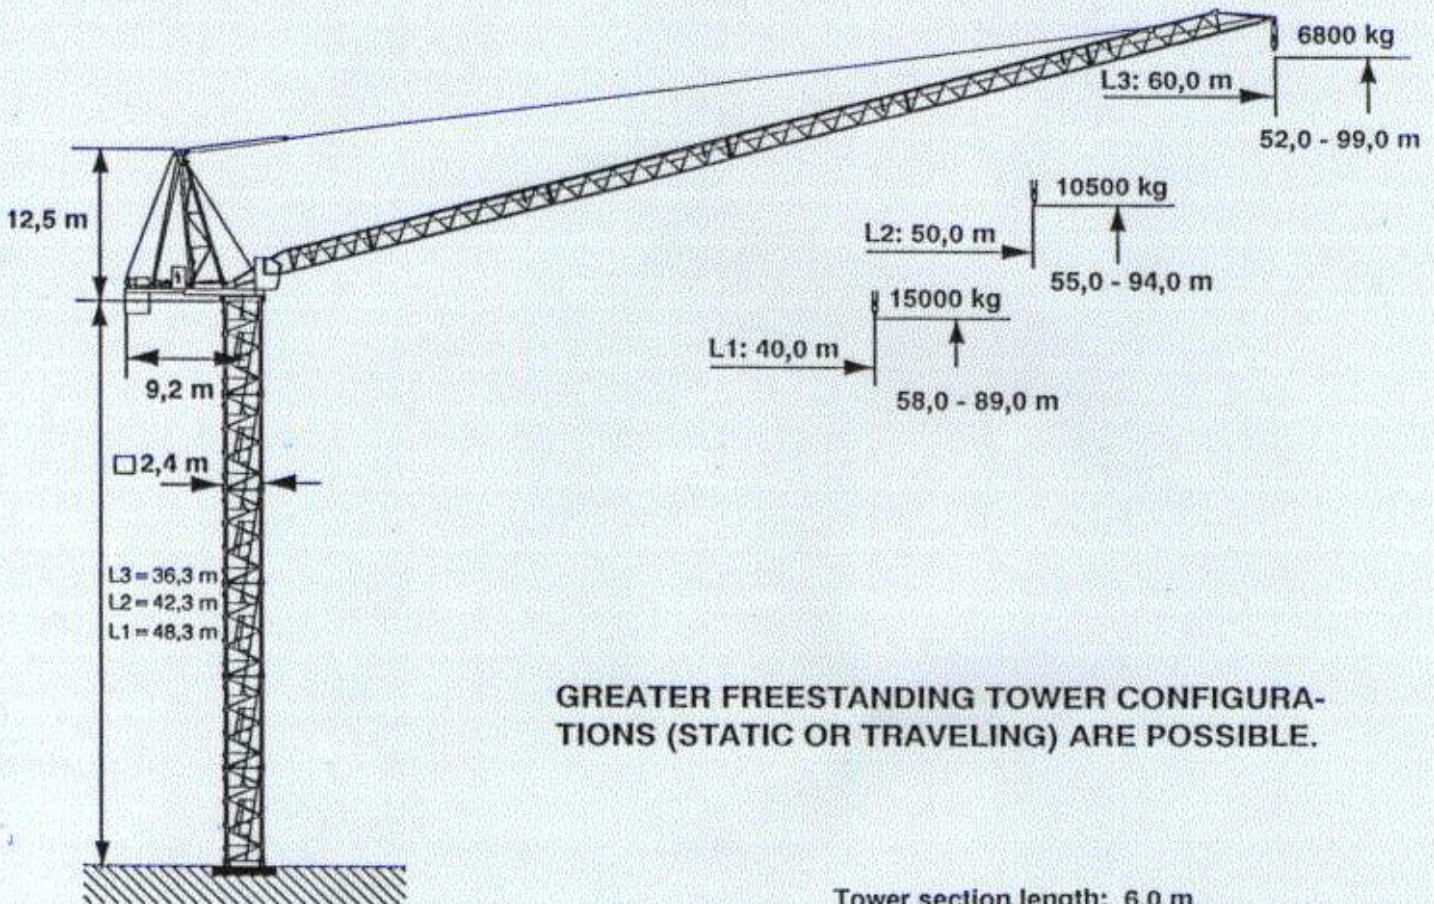 6800 kg
L3: 60,0 m
52,0 - 99,0 m
12,5 m
10500 kg
L2: 50,0 m
55,0 - 94,0 m
15000 kg
L1: 40,0 m
58,0 - 89,0 m
9,2 m
2,4 m
L3=36,3 m
L2=42,3 m
L1=48,3 m
GREATER FREESTANDING TOWER CONFIGURA-
TIONS (STATIC OR TRAVELING) ARE POSSIBLE.
Tower section length: 6,0 m